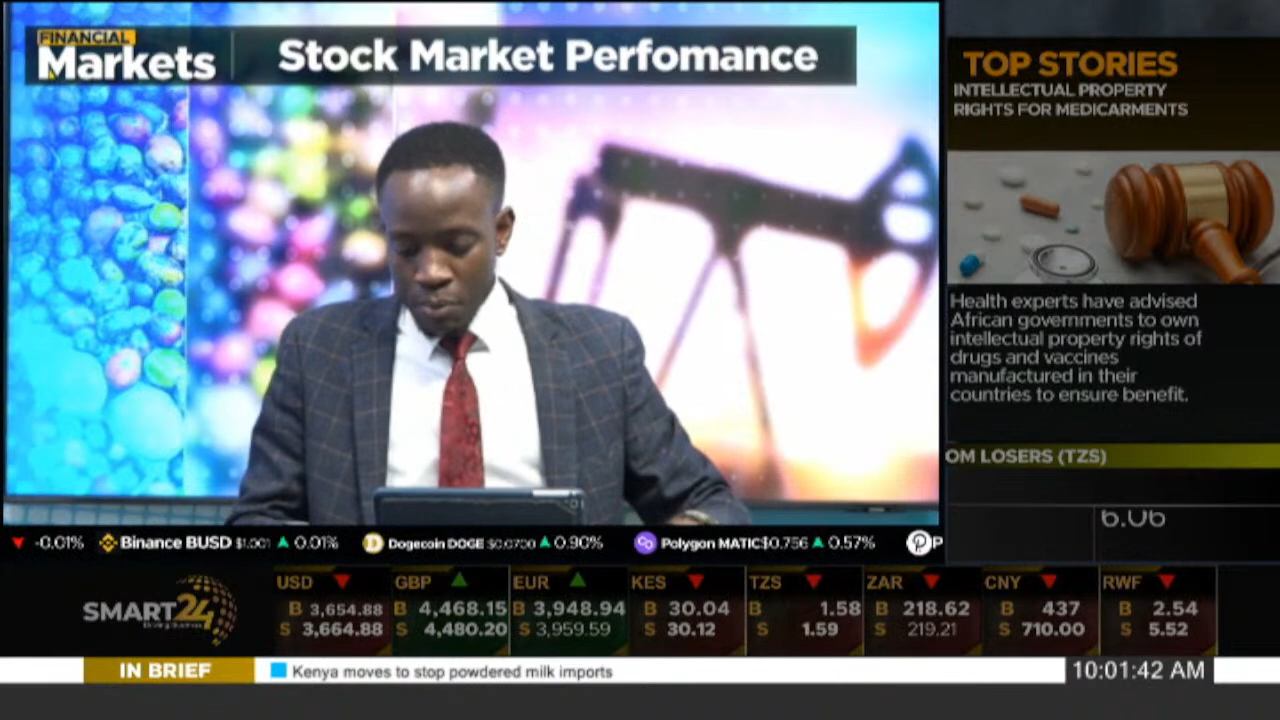 FINANCIAL
Markets
Stock Market Perfomance
TOP STORIES
INTELLECTUAL PROPERTY
RIGHTS FOR MEDICARMENTS
Health experts have advised
African governments to own
intellectual property rights of
drugs and vaccines
manufactured in their
countries to ensure benefit.
OM LOSERS (TZS)
6.06
-0.01% Binance BUSD $1.001 0.01% Dogecoin DOGE $0.0700 0.90% Polygon MATIC $0.756 0.57% P
USD GBP EUR KES TZS ZAR CNY RWF
B 3,654.88 B 4,468.15 B 3,948.94 B 30.04 B 1.58 B 218.62 B 437 B 2.54
S 3,664.88 S 4,480.20 S 3,959.59 S 30.12 S 1.59 S 219.21 S 710.00 S 5.52
SMART24
IN BRIEF Kenya moves to stop powdered milk imports 10:01:42 AM